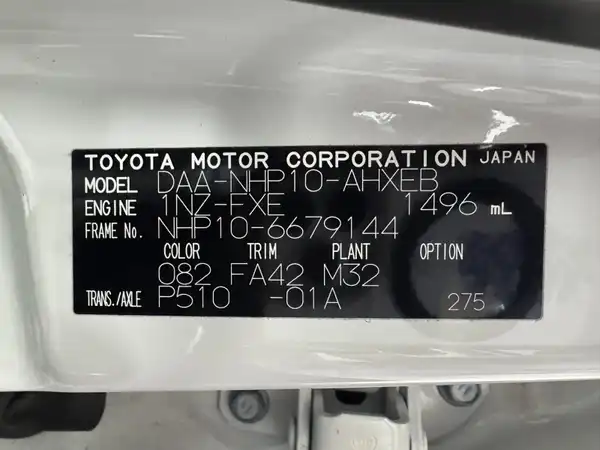 TOYOTA MOTOR CORPORATION JAPAN
MODEL DAA-NHP10-AHXEB
ENGINE 1NZ-FXE 1496 mL
FRAME No. NHP10-6679144
COLOR TRIM PLANT OPTION
082 FA42 M32
TRANS./AXLE P510 -01A 275